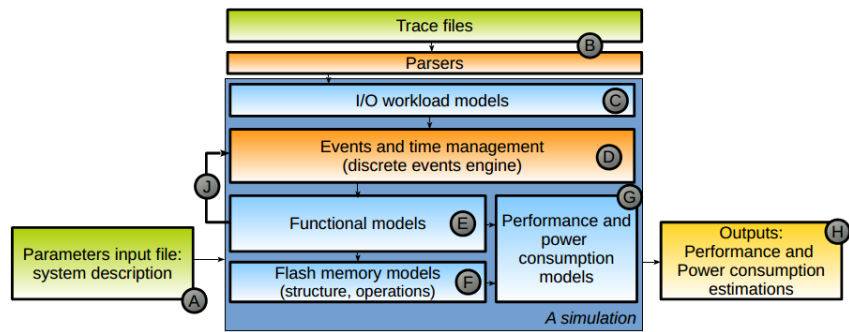 Trace files
B
Parsers
I/O workload models
C
Events and time management
(discrete events engine)
D
J
G
Functional models
E
Performance and
power
consumption
models
Parameters input file:
system description
A
Flash memory models
(structure, operations)
F
Outputs:
Performance and
Power consumption
estimations
H
A simulation